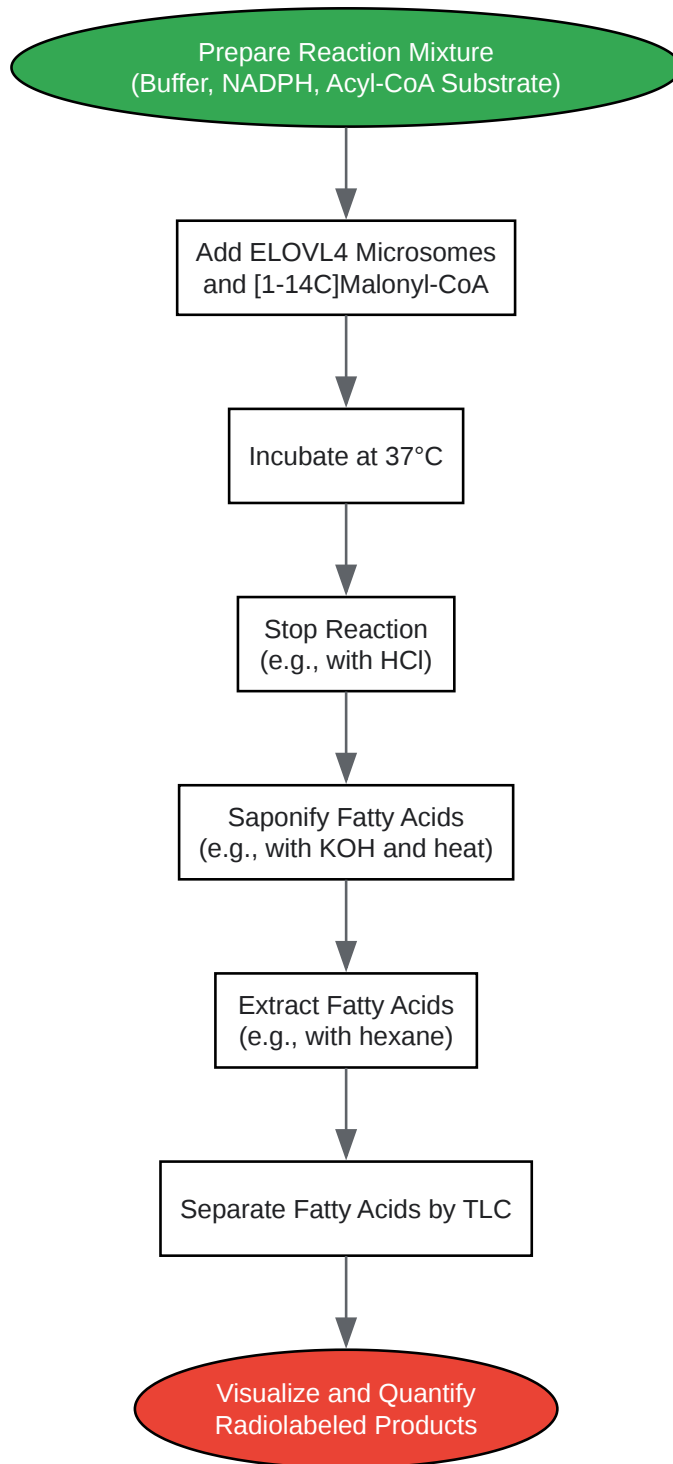 Prepare Reaction Mixture
(Buffer, NADPH, Acyl-CoA Substrate)
Add ELOVL4 Microsomes
and [1-14C]Malonyl-CoA
Incubate at 37°C
Stop Reaction
(e.g., with HCl)
Saponify Fatty Acids
(e.g., with KOH and heat)
Extract Fatty Acids
(e.g., with hexane)
Separate Fatty Acids by TLC
Visualize and Quantify
Radiolabeled Products